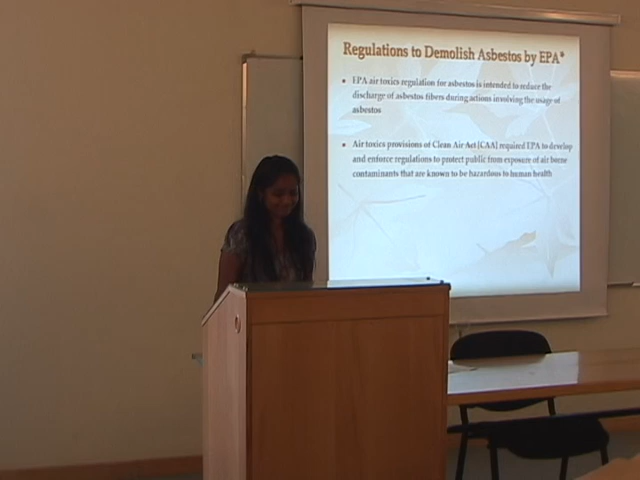 Regulations to Demolish Asbestos by EPA*
EPA air toxics regulation for asbestos is intended to reduce the
discharge of asbestos fibers during actions involving the usage of
asbestos
Air toxics provisions of Clean Air Act [CAA] required EPA to develop
and enforce regulations to protect public from exposure of air borne
contaminants that are known to be hazardous to human health